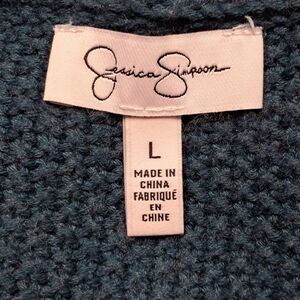 Jessica Simpson
L
MADE IN
CHINA
FABRIQUÉ
EN
CHINE